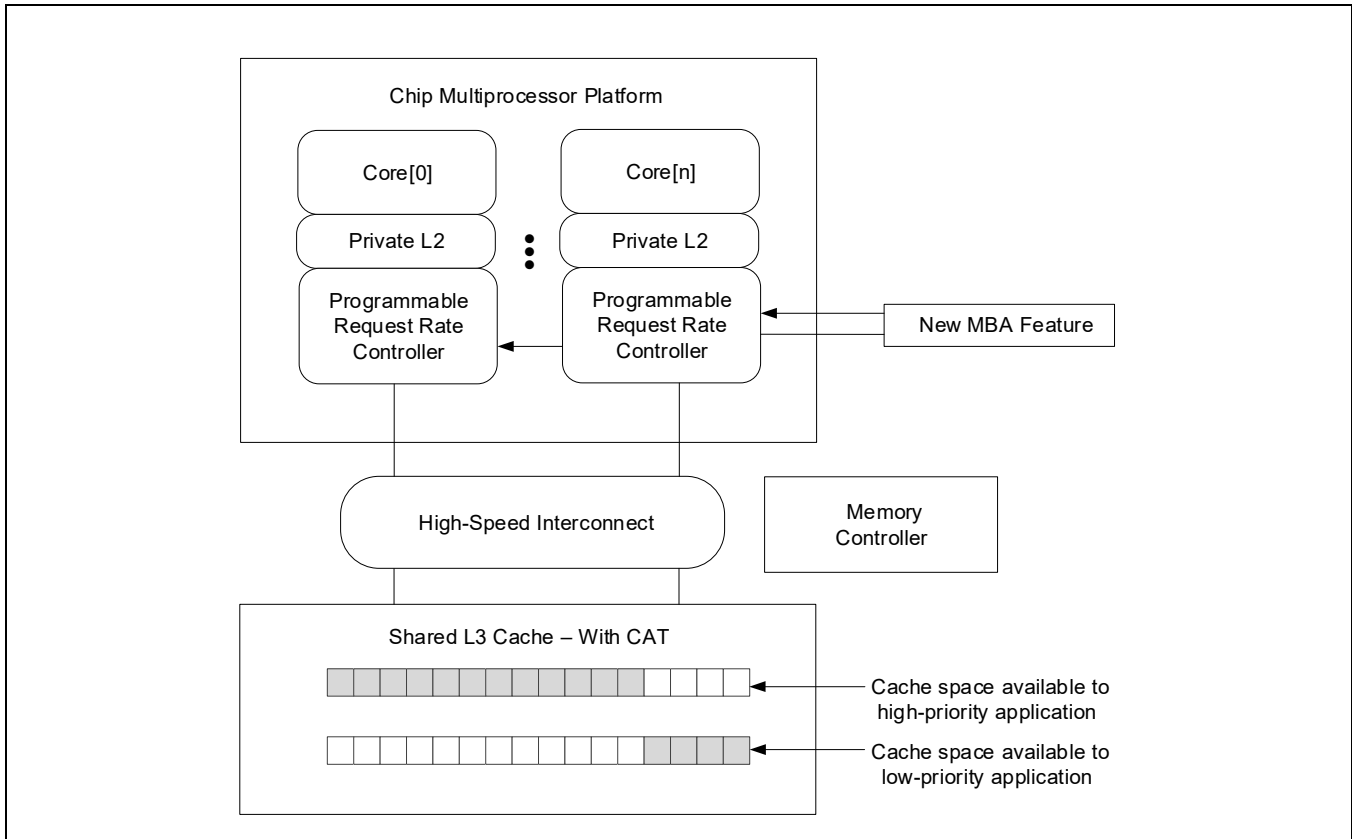 Chip Multiprocessor Platform
Core[0]
Core[n]
Private L2
Private L2
Programmable
Request Rate
Controller
Programmable
Request Rate
Controller
New MBA Feature
High-Speed Interconnect
Memory
Controller
Shared L3 Cache – With CAT
Cache space available to
high-priority application
Cache space available to
low-priority application